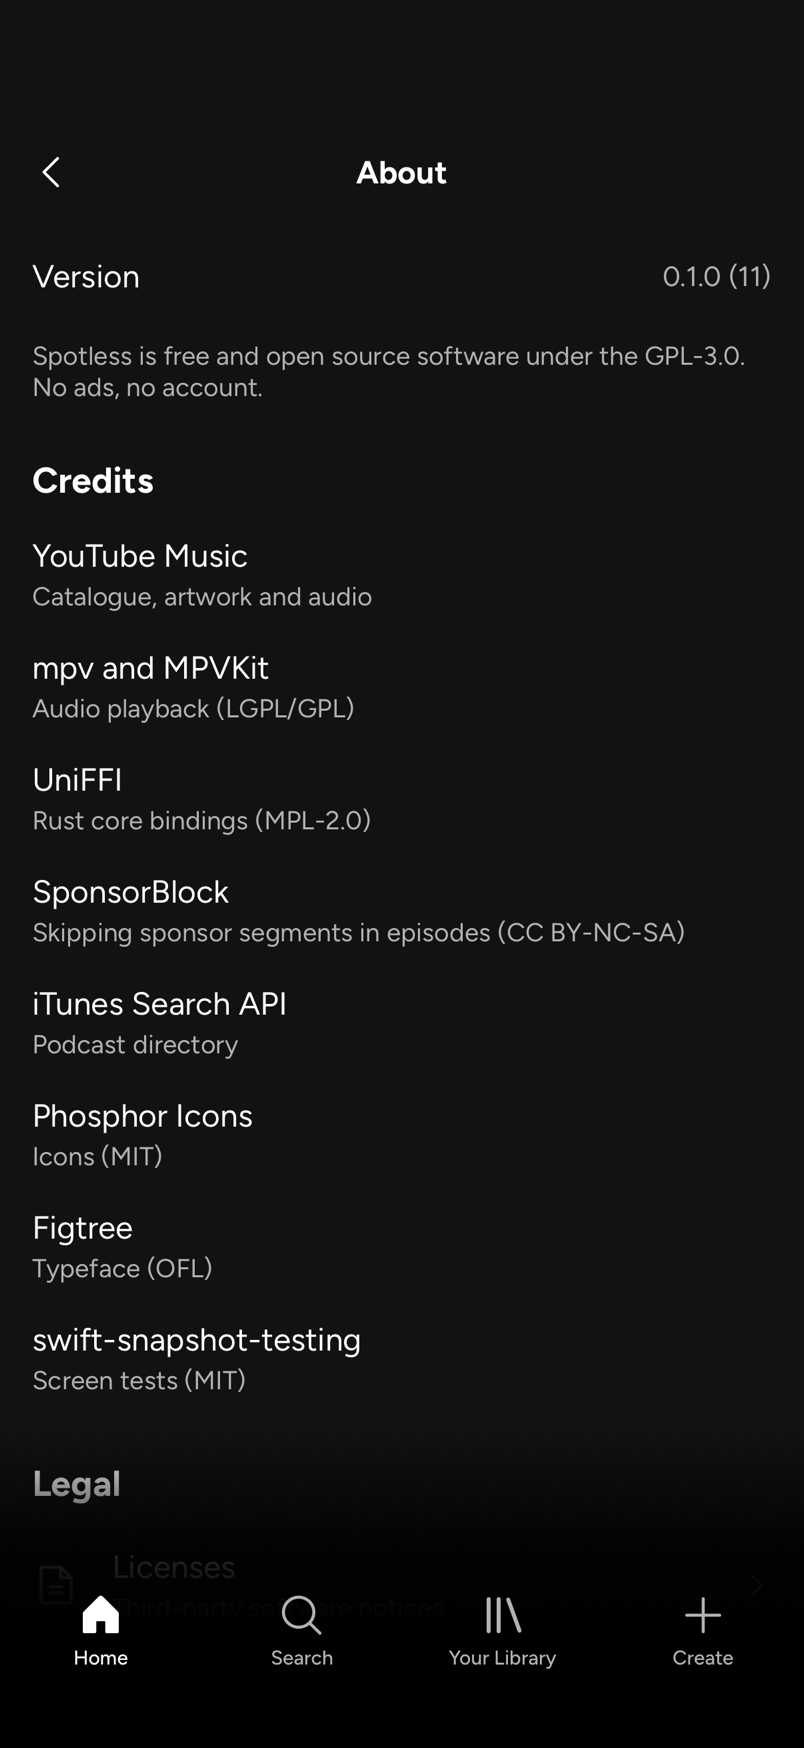 About
Version 0.1.0 (11)
Spotless is free and open source software under the GPL-3.0.
No ads, no account.
Credits
YouTube Music
Catalogue, artwork and audio
mpv and MPVKit
Audio playback (LGPL/GPL)
UniFFI
Rust core bindings (MPL-2.0)
SponsorBlock
Skipping sponsor segments in episodes (CC BY-NC-SA)
iTunes Search API
Podcast directory
Phosphor Icons
Icons (MIT)
Figtree
Typeface (OFL)
swift-snapshot-testing
Screen tests (MIT)
Legal
Licenses
Third-party software notices
Home Search Your Library Create